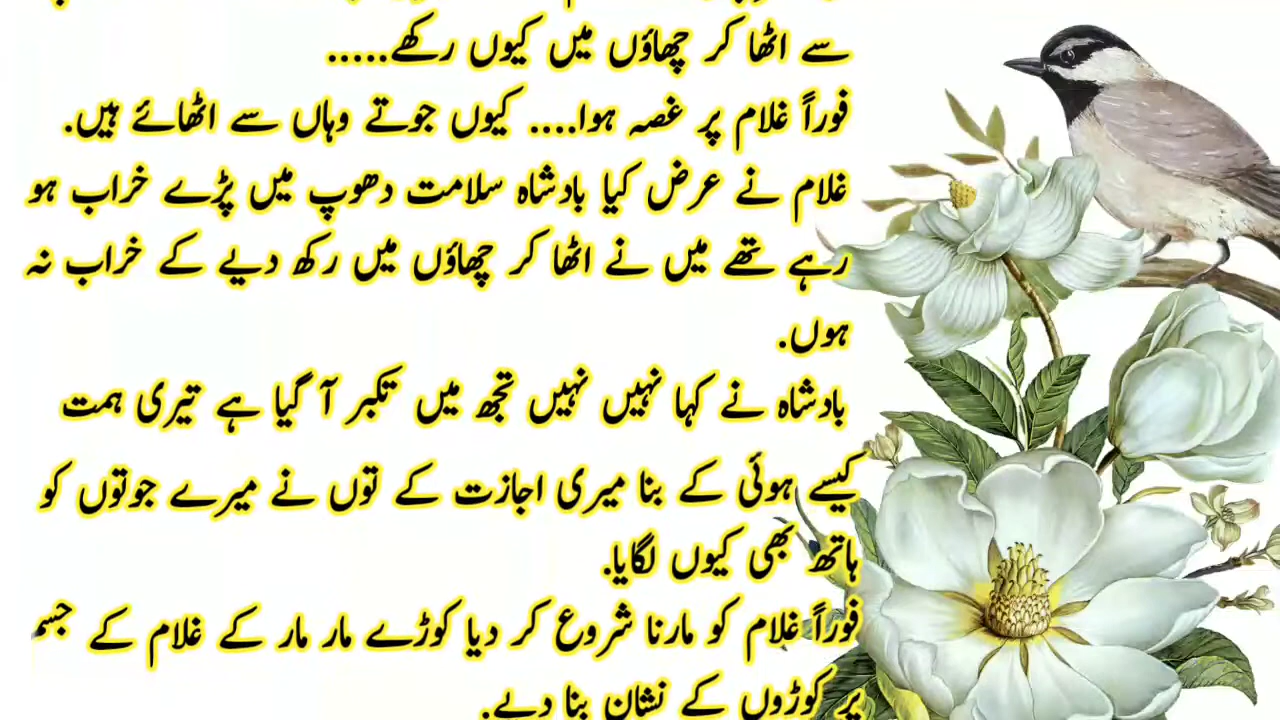 سے اٹھا کر چھاؤں میں کیوں رکھے.....
فوراً غلام پر غصہ ہوا.... کیوں جوتے وہاں سے اٹھائے ہیں.
غلام نے عرض کیا بادشاہ سلامت دھوپ میں پڑے خراب ہو
رہے تھے میں نے اٹھا کر چھاؤں میں رکھ دیے کے خراب نہ
ہوں.
بادشاہ نے کہا نہیں نہیں تجھ میں تکبر آ گیا ہے تیری ہمت
کیسے ہوئی کے بنا میری اجازت کے توں نے میرے جوتوں کو
ہاتھ بھی کیوں لگایا.
فوراً غلام کو مارنا شروع کر دیا کوڑے مار مار کے غلام کے جسم
پر کوڑوں کے نشان بنا دیے.